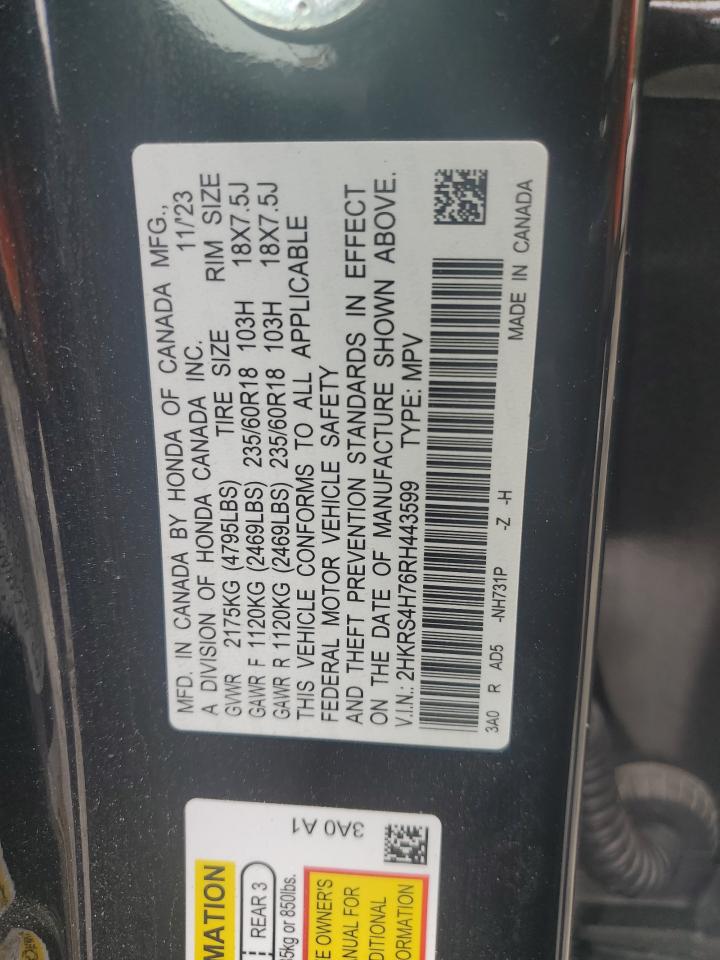 MFD. IN CANADA BY HONDA OF CANADA MFG.,
A DIVISION OF HONDA CANADA INC. 11/'23
GVWR 2175KG (4795LBS) TIRE SIZE RIM SIZE
GAWR F 1120KG (2469LBS) 235/60R18 103H 18X7.5J
GAWR R 1120KG (2469LBS) 235/60R18 103H 18X7.5J
THIS VEHICLE CONFORMS TO ALL APPLICABLE
FEDERAL MOTOR VEHICLE SAFETY
AND THEFT PREVENTION STANDARDS IN EFFECT
ON THE DATE OF MANUFACTURE SHOWN ABOVE.
V.I.N.: 2HKRS4H76RH443599 TYPE: MPV
3A0 R AD5 -NH731P -Z -H MADE IN CANADA
3A0 A1
MATION
REAR 3
5kg or 850lbs.
E OWNER'S
ANUAL FOR
DITIONAL
ORMATION